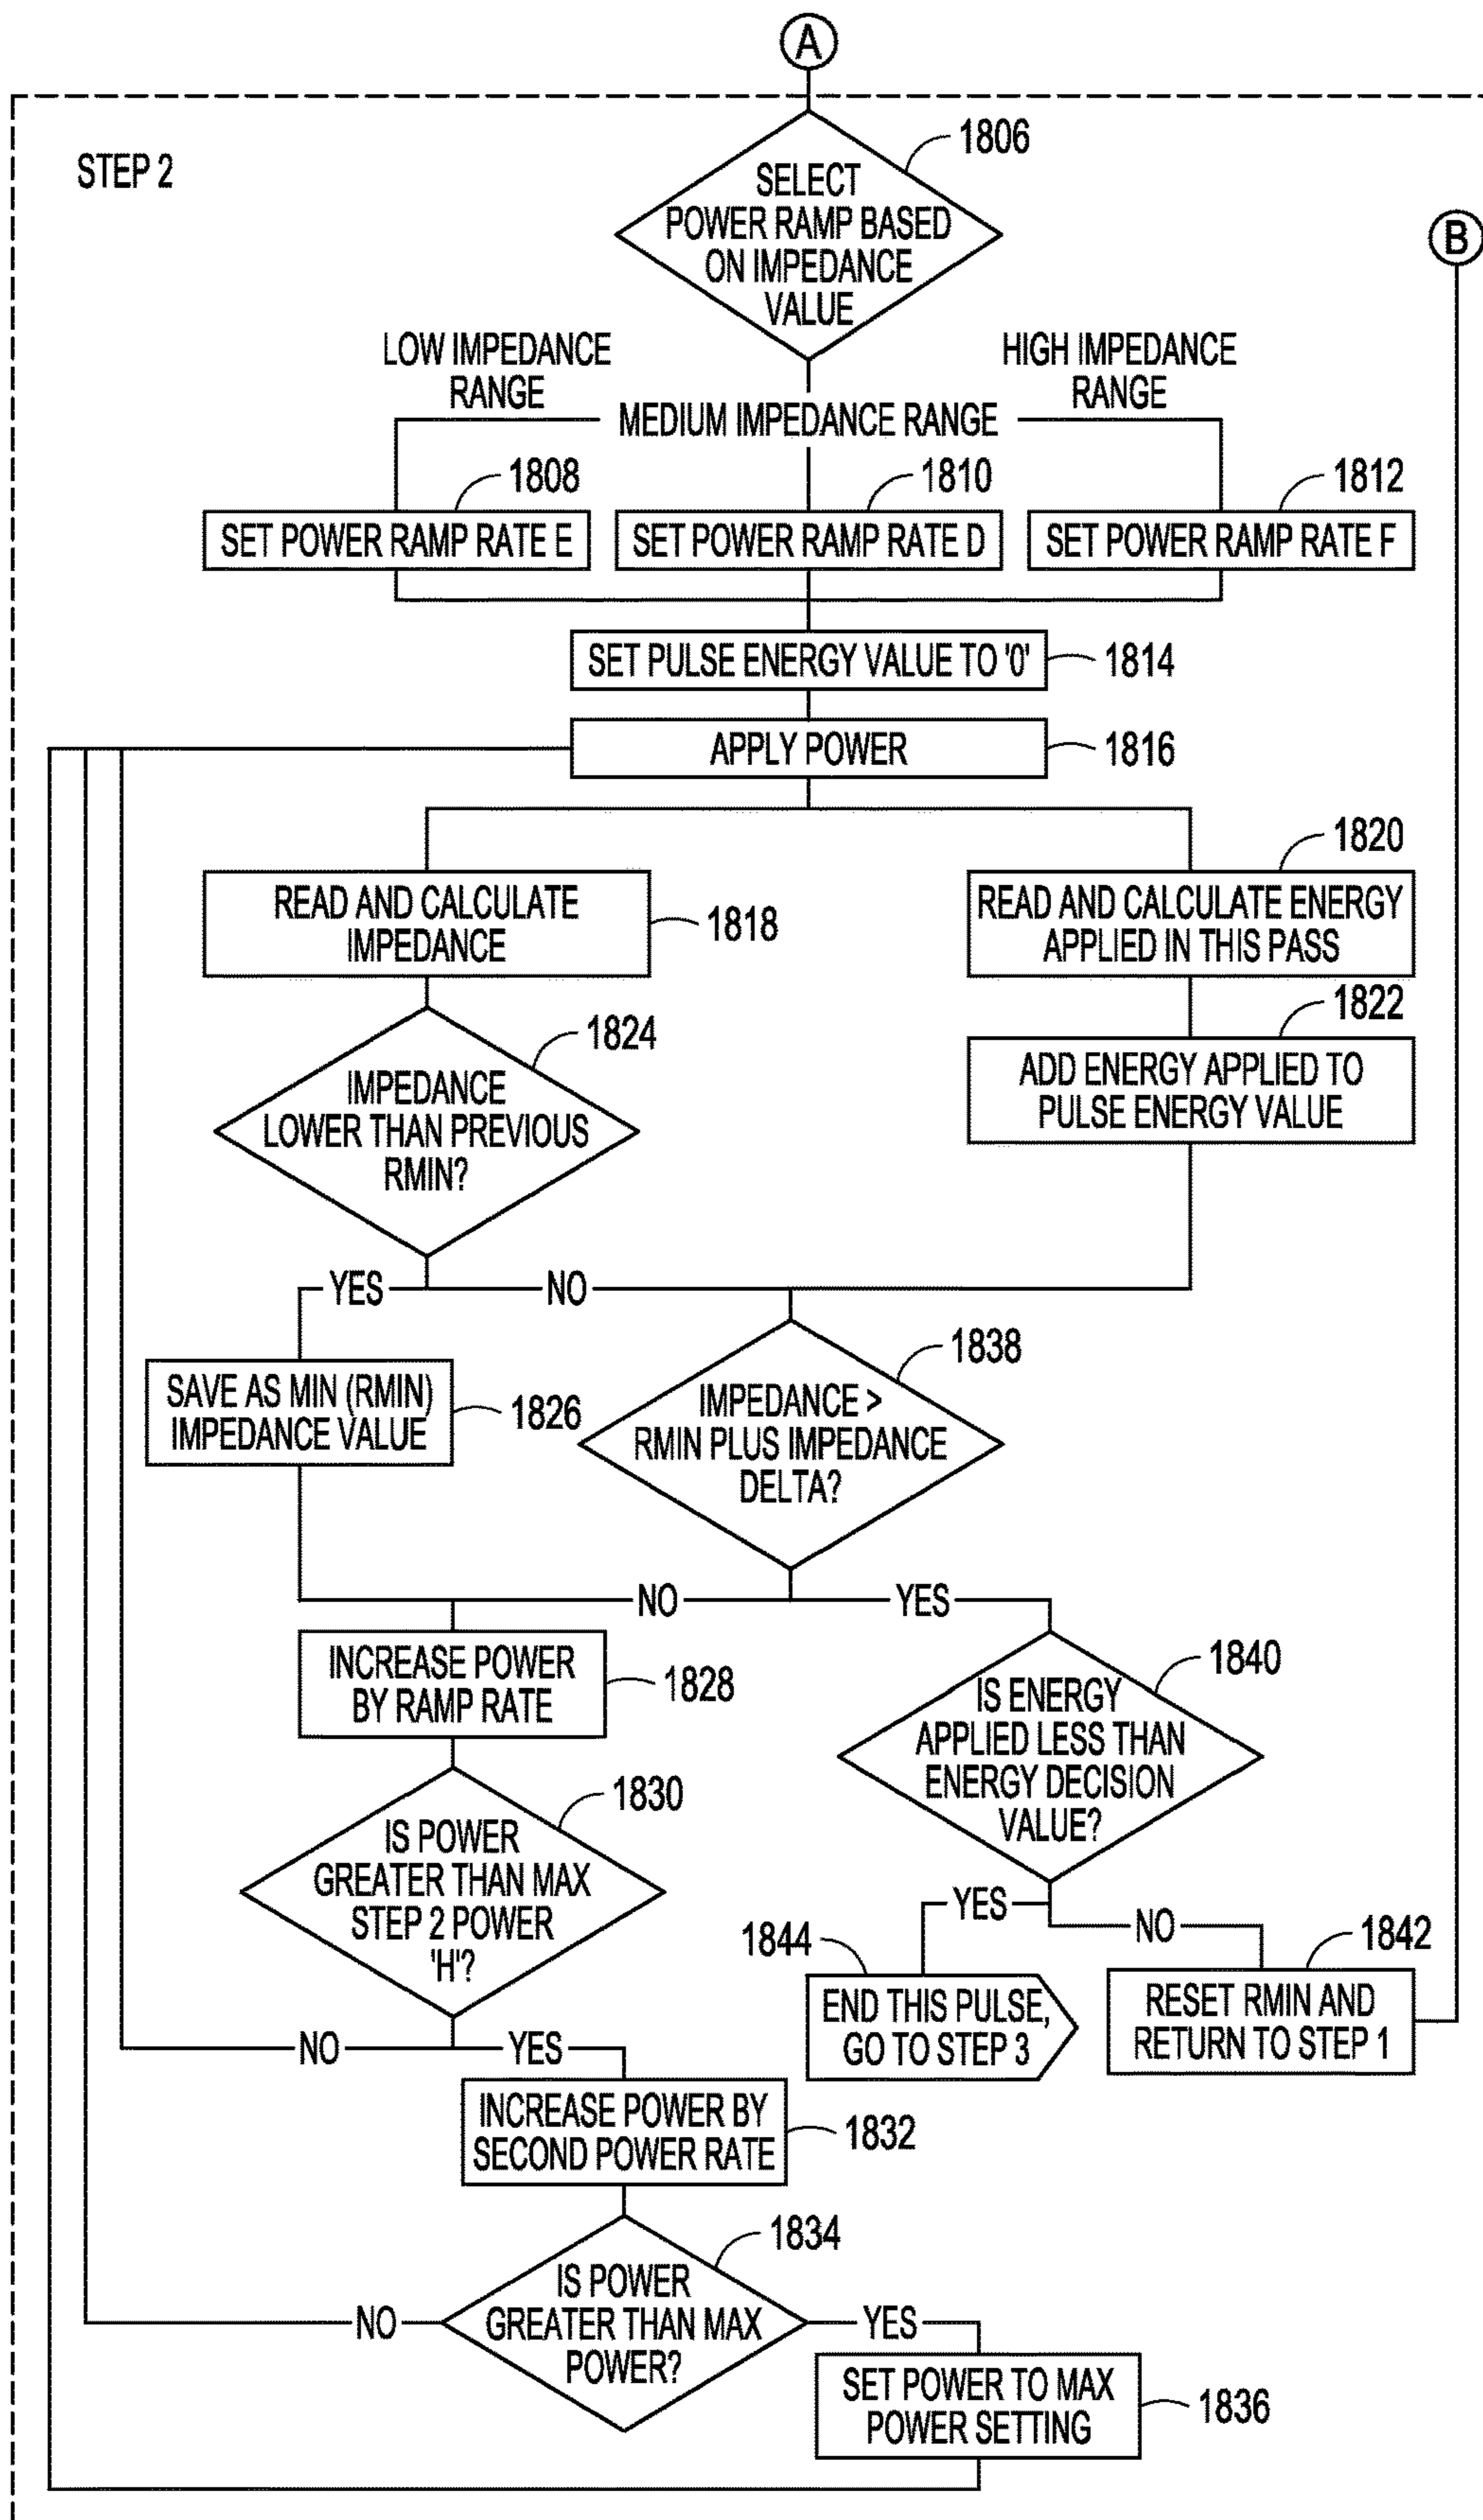 A
STEP 2
1806
SELECT
POWER RAMP BASED
ON IMPEDANCE
VALUE
B
LOW IMPEDANCE
RANGE
HIGH IMPEDANCE
RANGE
MEDIUM IMPEDANCE RANGE
1808
1810
1812
SET POWER RAMP RATE E
SET POWER RAMP RATE D
SET POWER RAMP RATE F
SET PULSE ENERGY VALUE TO '0'
1814
APPLY POWER
1816
1820
READ AND CALCULATE
IMPEDANCE
1818
READ AND CALCULATE ENERGY
APPLIED IN THIS PASS
1822
1824
IMPEDANCE
LOWER THAN PREVIOUS
RMIN?
ADD ENERGY APPLIED TO
PULSE ENERGY VALUE
YES
NO
1838
SAVE AS MIN (RMIN)
IMPEDANCE VALUE
1826
IMPEDANCE >
RMIN PLUS IMPEDANCE
DELTA?
NO
YES
INCREASE POWER
BY RAMP RATE
1828
1840
IS ENERGY
APPLIED LESS THAN
ENERGY DECISION
VALUE?
1830
IS POWER
GREATER THAN MAX
STEP 2 POWER
'H'?
YES
NO
1844
1842
END THIS PULSE,
GO TO STEP 3
RESET RMIN AND
RETURN TO STEP 1
NO
YES
INCREASE POWER BY
SECOND POWER RATE
1832
1834
IS POWER
GREATER THAN MAX
POWER?
NO
YES
SET POWER TO MAX
POWER SETTING
1836